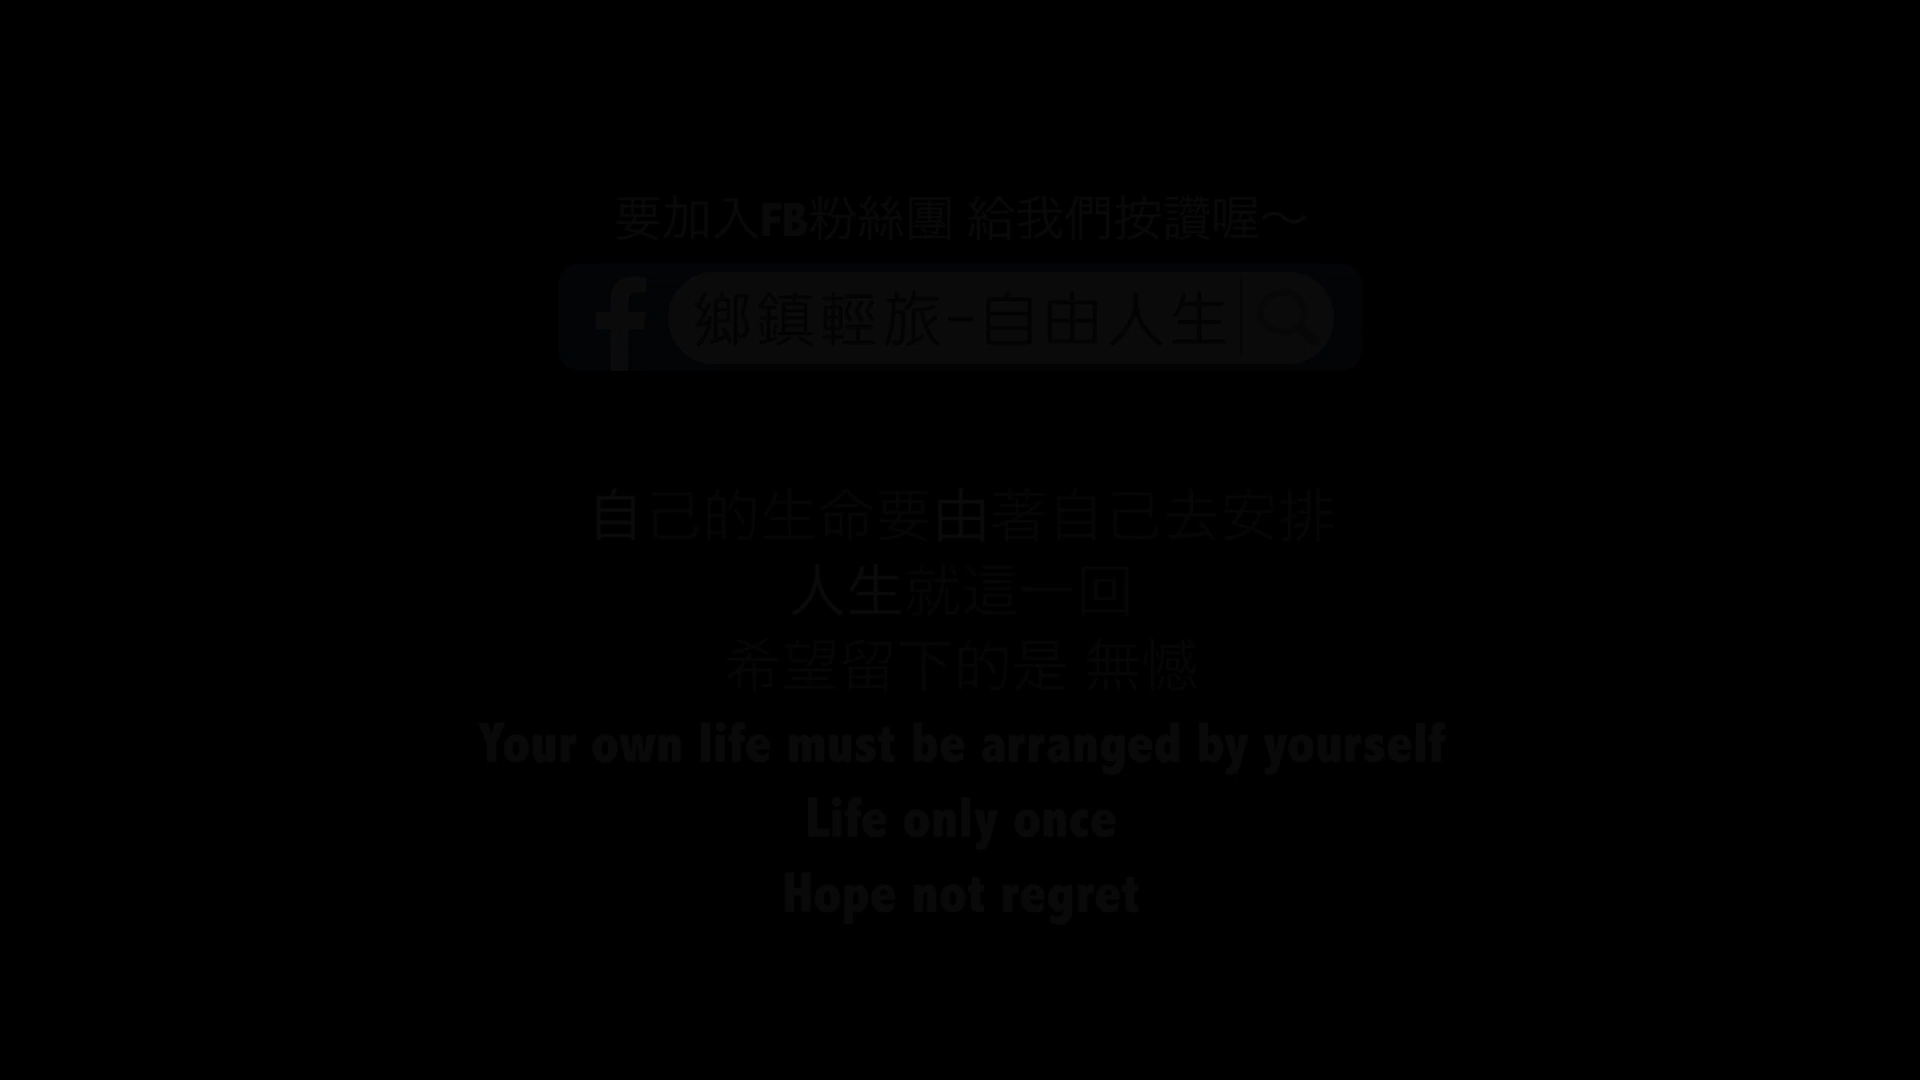 要加入FB粉絲團 給我們按讚喔～
鄉鎮輕旅-自由人生
自己的生命要由著自己去安排
人生就這一回
希望留下的是 無憾
Your own life must be arranged by yourself
Life only once
Hope not regret